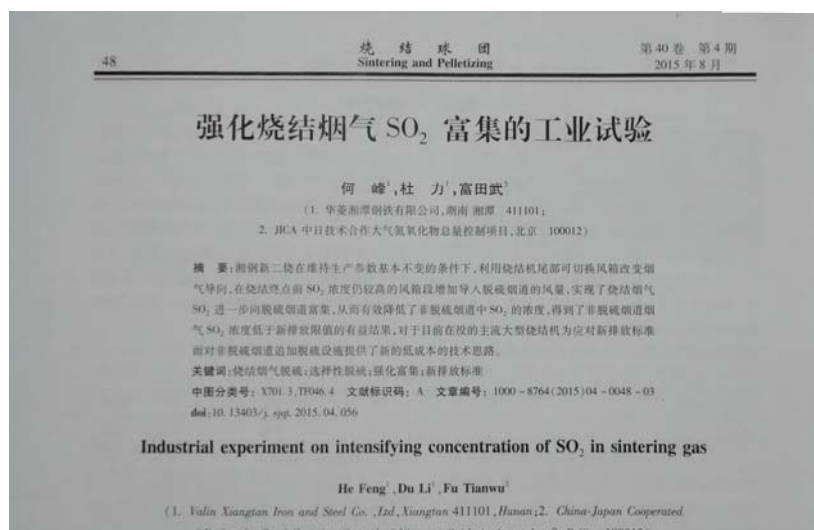 48
烧 结 球 团
Sintering and Pelletizing
第40卷 第4期
2015年8月
强化烧结烟气 SO₂ 富集的工业试验
何 峰¹,杜 力¹,富田武²
(1. 华菱湘潭钢铁有限公司,湖南 湘潭 411101;
2. JICA 中日技术合作大气氮氧化物总量控制项目,北京 100012)
摘 要:湘钢新二烧在维持生产参数基本不变的条件下,利用烧结机尾部可切换风箱改变烟
气导向,在烧结终点前 SO₂ 浓度仍较高的风箱段增加导入脱硫烟道的风量,实现了烧结烟气
SO₂ 进一步向脱硫烟道富集,从而有效降低了非脱硫烟道中 SO₂ 的浓度,得到了非脱硫烟道烟
气 SO₂ 浓度低于新排放限值的有益结果,对于目前在役的主流大型烧结机为应对新排放标准
而对非脱硫烟道追加脱硫设施提供了新的低成本的技术思路.
关键词:烧结烟气脱硫;选择性脱硫;强化富集;新排放标准
中图分类号: X701.3,TF046.4 文献标识码: A 文章编号: 1000-8764(2015)04-0048-03
doi:10.13403/j.sjqt.2015.04.056
Industrial experiment on intensifying concentration of SO₂ in sintering gas
He Feng¹,Du Li¹,Fu Tianwu²
(1. Valin Xiangtan Iron and Steel Co.,Ltd,Xiangtan 411101,Hunan;2. China-Japan Cooperated